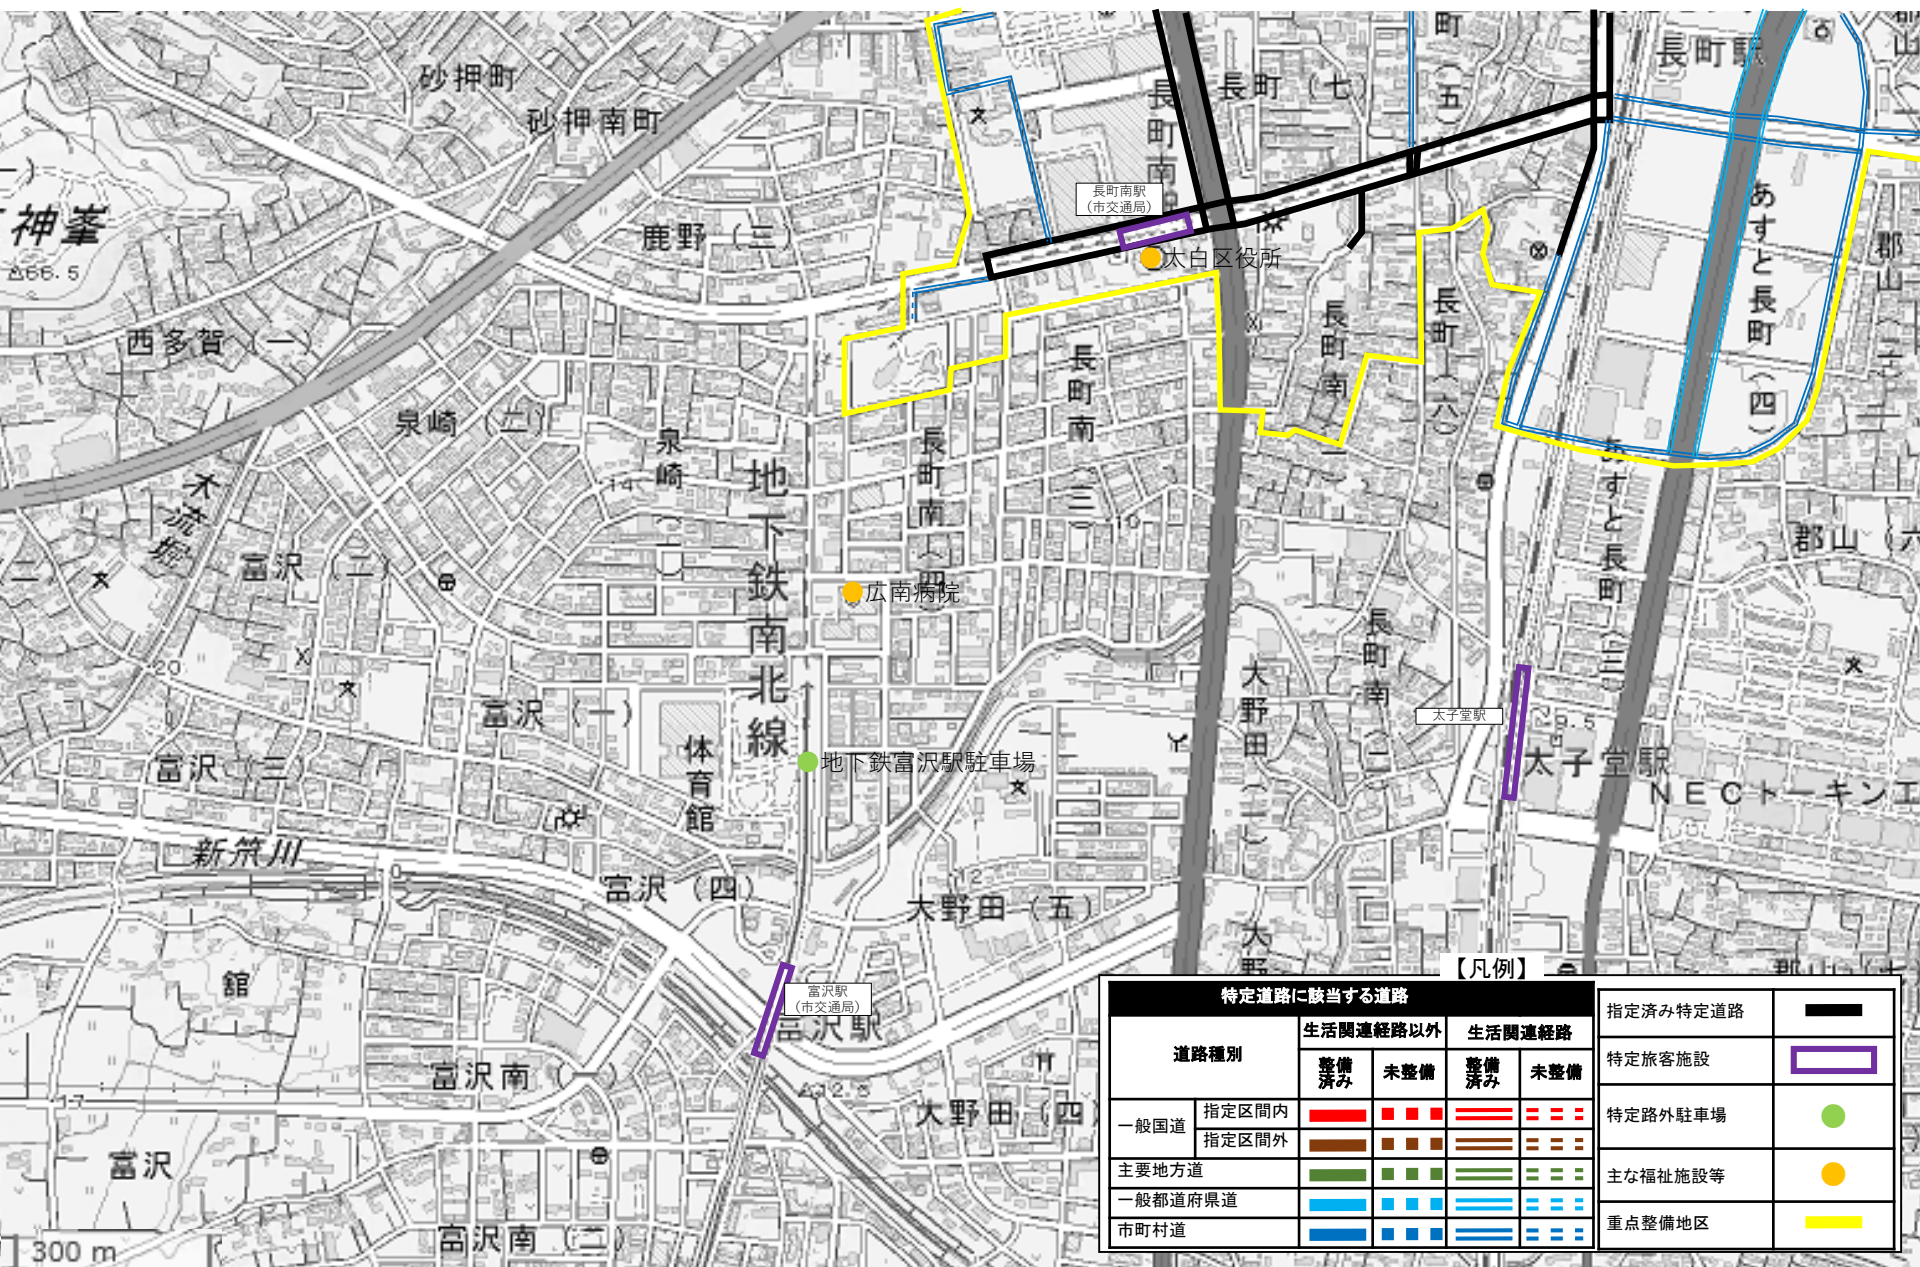 砂押町
砂押南町
神峯
△66.5
鹿野（三）
西多賀（一）
泉崎（二）
泉崎（一）
木流堀
富沢（二）
富沢（一）
富沢（三）
体育館
地下鉄南北線
長町南（四）
長町南（三）
長町（七）
長町駅
長町南駅
（市交通局）
太白区役所
長町（六）
あすと長町（四）
あすと長町（三）
郡山（六
広南病院
地下鉄富沢駅駐車場
長町南（二）
大野田（二）
太子堂駅
太子堂駅
NECトーキン工
新笊川
富沢（四）
大野田（五）
館
富沢駅
（市交通局）
富沢駅
富沢南（一）
大野田（四）
富沢
富沢南（二）
300 m
【凡例】
特定道路に該当する道路
道路種別
生活関連経路以外
生活関連経路
整備済み
未整備
整備済み
未整備
一般国道
指定区間内
指定区間外
主要地方道
一般都道府県道
市町村道
指定済み特定道路
特定旅客施設
特定路外駐車場
主な福祉施設等
重点整備地区